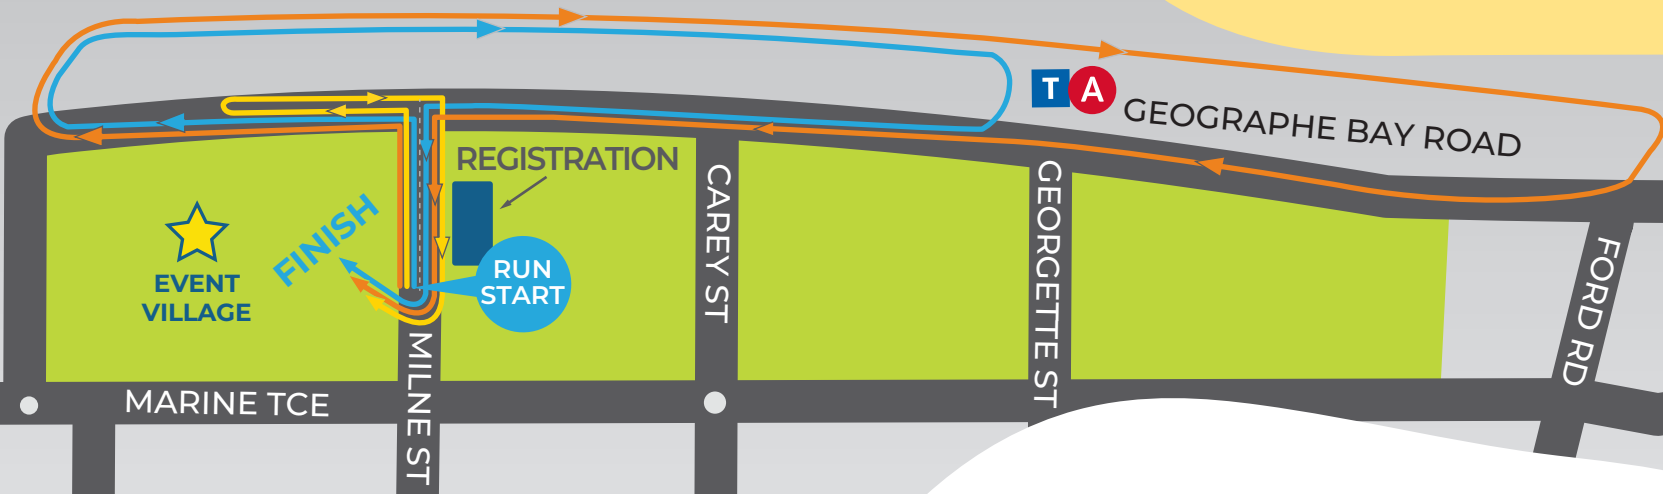 T
A
GEOGRAPHE BAY ROAD
REGISTRATION
CAREY ST
GEORGETTE ST
FORD RD
FINISH
EVENT
VILLAGE
RUN
START
MILNE ST
MARINE TCE